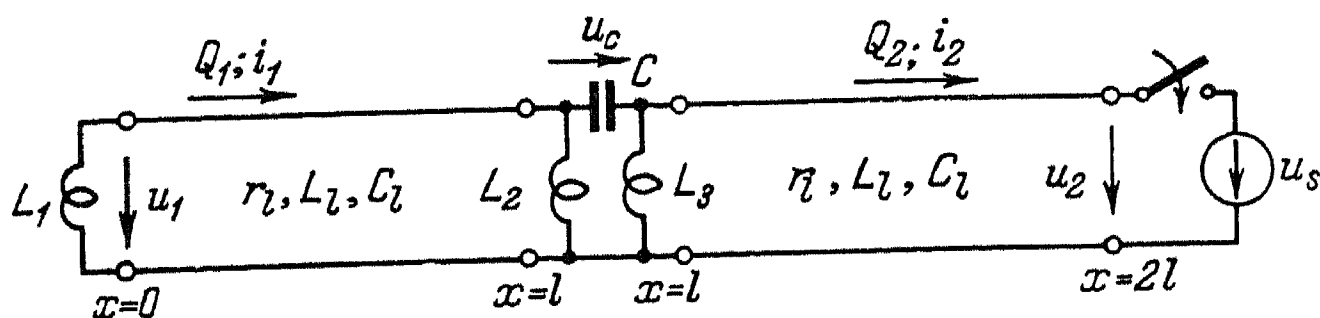 Q₁; i₁
u_c
C
Q₂; i₂
L₁
u₁
r_l, L_l, C_l
L₂
L₃
r_l, L_l, C_l
u₂
u_s
x=0
x=l
x=l
x=2l